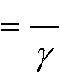 = —
γ